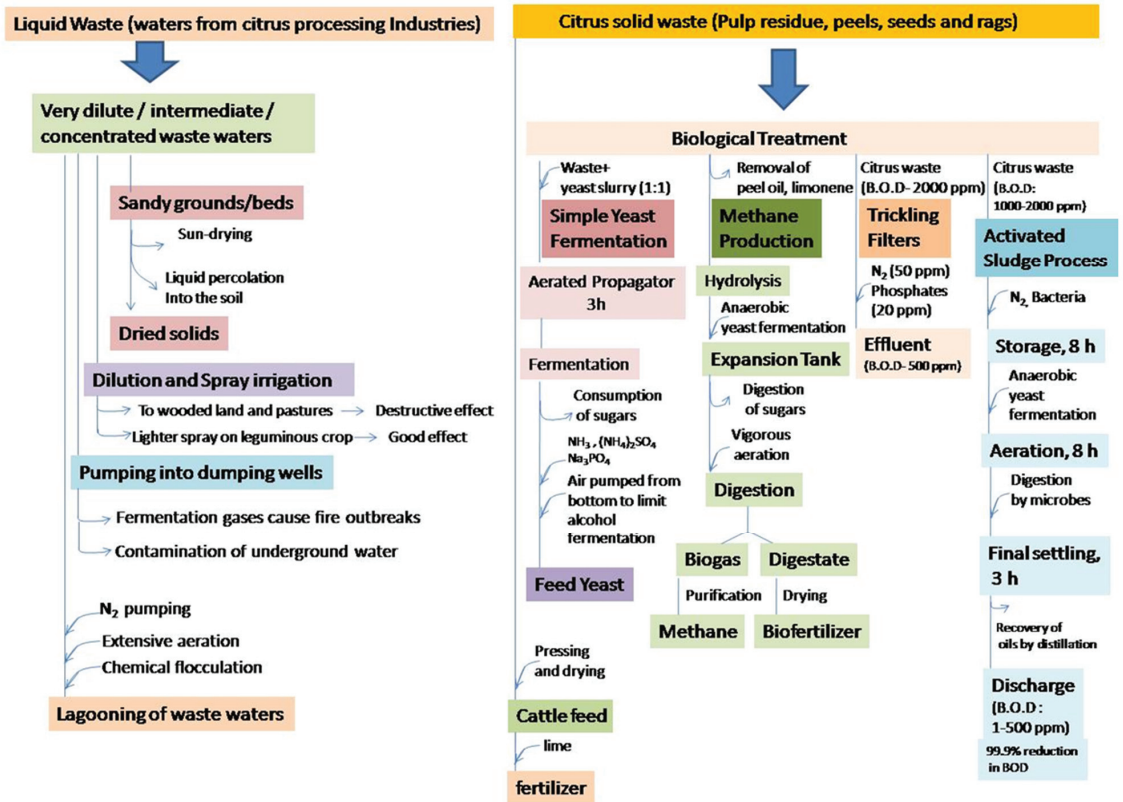 Liquid Waste (waters from citrus processing Industries)
Very dilute / intermediate /
concentrated waste waters
Sandy grounds/beds
Sun-drying
Liquid percolation
Into the soil
Dried solids
Dilution and Spray irrigation
To wooded land and pastures
Destructive effect
Lighter spray on leguminous crop
Good effect
Pumping into dumping wells
Fermentation gases cause fire outbreaks
Contamination of underground water
N₂ pumping
Extensive aeration
Chemical flocculation
Lagooning of waste waters
Citrus solid waste (Pulp residue, peels, seeds and rags)
Biological Treatment
Waste+
yeast slurry (1:1)
Simple Yeast
Fermentation
Aerated Propagator
3h
Fermentation
Consumption
of sugars
NH₃ , (NH₄)₂SO₄
Na₃PO₄
Air pumped from
bottom to limit
alcohol
fermentation
Feed Yeast
Pressing
and drying
Cattle feed
lime
fertilizer
Removal of
peel oil, limonene
Methane
Production
Hydrolysis
Anaerobic
yeast fermentation
Expansion Tank
Digestion
of sugars
Vigorous
aeration
Digestion
Biogas
Digestate
Purification
Drying
Methane
Biofertilizer
Citrus waste
(B.O.D- 2000 ppm)
Trickling
Filters
N₂ (50 ppm)
Phosphates
(20 ppm)
Effluent
(B.O.D- 500 ppm)
Citrus waste
(B.O.D:
1000-2000 ppm)
Activated
Sludge Process
N₂, Bacteria
Storage, 8 h
Anaerobic
yeast
fermentation
Aeration, 8 h
Digestion
by microbes
Final settling,
3 h
Recovery of
oils by distillation
Discharge
(B.O.D :
1-500 ppm)
99.9% reduction
in BOD